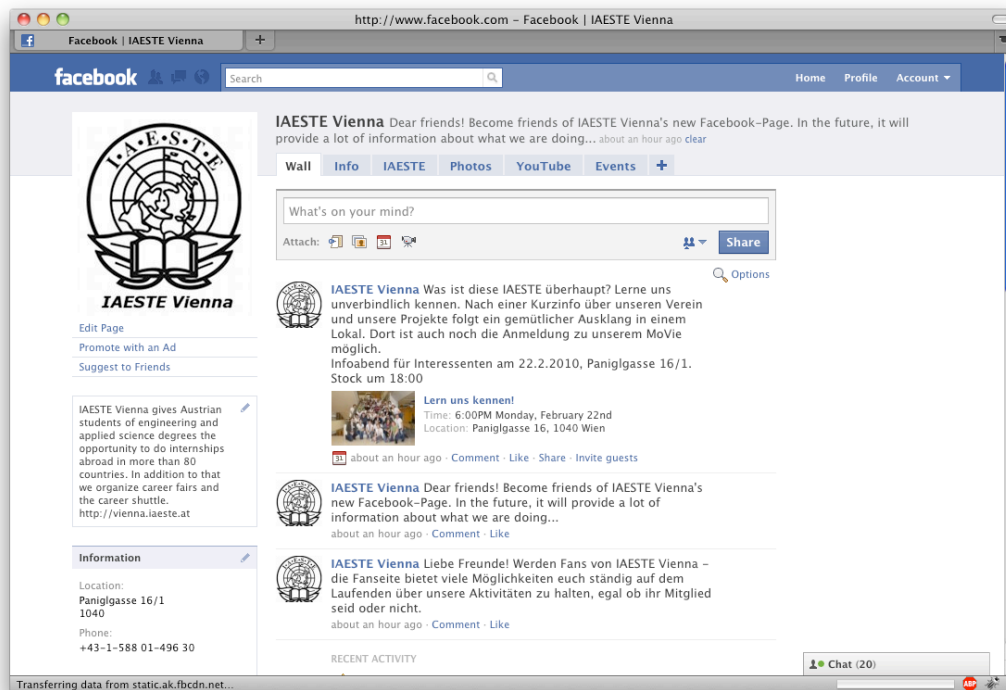 http://www.facebook.com – Facebook | IAESTE Vienna
Facebook | IAESTE Vienna
+
facebook
Search
Home Profile Account
I·A·E·S·T·E
IAESTE Vienna
IAESTE Vienna Dear friends! Become friends of IAESTE Vienna's new Facebook-Page. In the future, it will
provide a lot of information about what we are doing... about an hour ago clear
Wall Info IAESTE Photos YouTube Events +
What's on your mind?
Attach: 31
Share
Options
Edit Page
Promote with an Ad
Suggest to Friends
IAESTE Vienna gives Austrian
students of engineering and
applied science degrees the
opportunity to do internships
abroad in more than 80
countries. In addition to that
we organize career fairs and
the career shuttle.
http://vienna.iaeste.at
Information
Location:
Paniglgasse 16/1
1040
Phone:
+43-1-588 01-496 30
IAESTE Vienna Was ist diese IAESTE überhaupt? Lerne uns
unverbindlich kennen. Nach einer Kurzinfo über unseren Verein
und unsere Projekte folgt ein gemütlicher Ausklang in einem
Lokal. Dort ist auch noch die Anmeldung zu unserem MoVie
möglich.
Infoabend für Interessenten am 22.2.2010, Paniglgasse 16/1.
Stock um 18:00
Lern uns kennen!
Time: 6:00PM Monday, February 22nd
Location: Paniglgasse 16, 1040 Wien
31 about an hour ago · Comment · Like · Share · Invite guests
IAESTE Vienna Dear friends! Become friends of IAESTE Vienna's
new Facebook-Page. In the future, it will provide a lot of
information about what we are doing...
about an hour ago · Comment · Like
IAESTE Vienna Liebe Freunde! Werden Fans von IAESTE Vienna –
die Fanseite bietet viele Möglichkeiten euch ständig auf dem
Laufenden über unsere Aktivitäten zu halten, egal ob ihr Mitglied
seid oder nicht.
about an hour ago · Comment · Like
RECENT ACTIVITY
Chat (20)
Transferring data from static.ak.fbcdn.net...
ABP